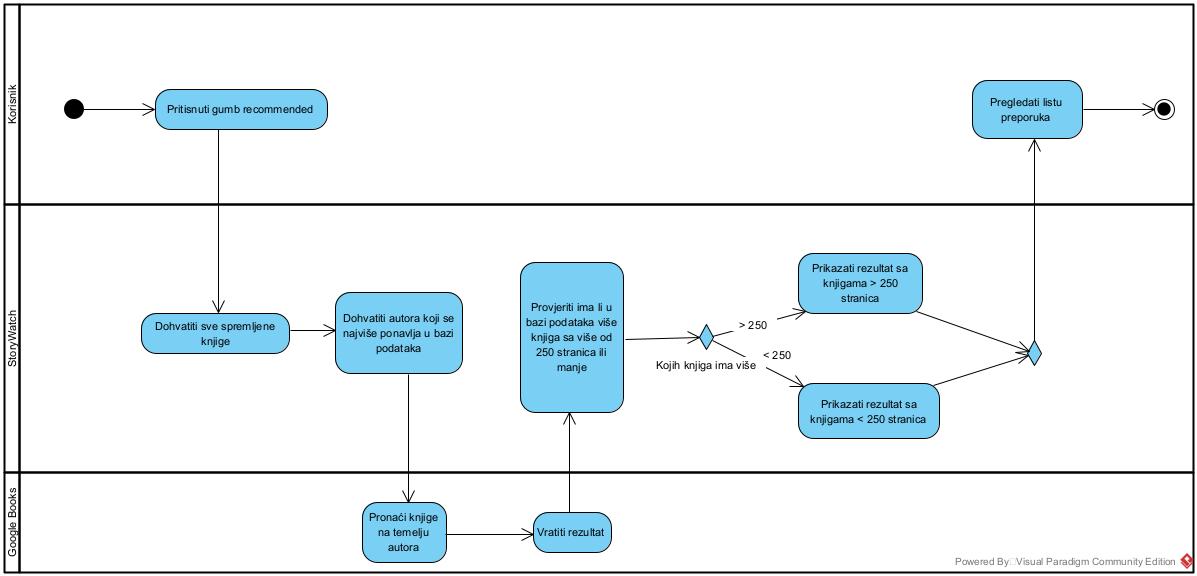 Korisnik
Pritisnuti gumb recommended
Pregledati listu
preporuka
StoryWatch
Dohvatiti sve spremljene
knjige
Dohvatiti autora koji se
najviše ponavlja u bazi
podataka
Provjeriti ima li u
bazi podataka više
knjiga sa više od
250 stranica ili
manje
> 250
< 250
Kojih knjiga ima više
Prikazati rezultat sa
knjigama > 250
stranica
Prikazati rezultat sa
knjigama < 250 stranica
Google Books
Pronaći knjige
na temelju
autora
Vratiti rezultat
Powered By Visual Paradigm Community Edition